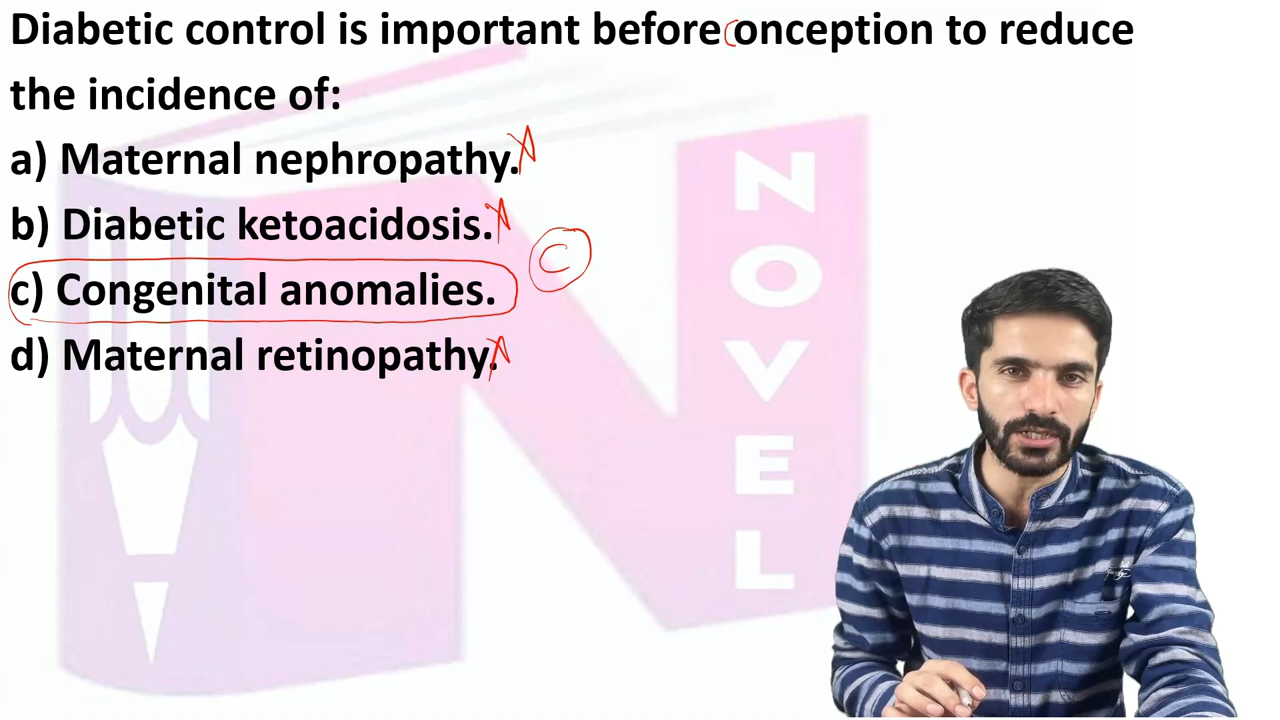 Diabetic control is important before conception to reduce
the incidence of:
a) Maternal nephropathy.
b) Diabetic ketoacidosis.
c) Congenital anomalies.
d) Maternal retinopathy.
C
NOVEL